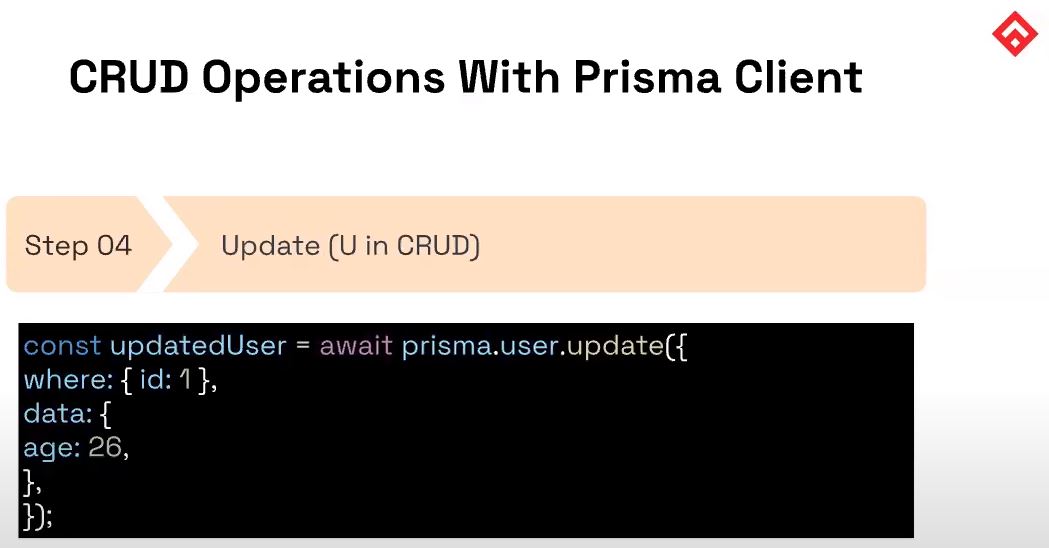 CRUD Operations With Prisma Client
Step 04
Update (U in CRUD)
const updatedUser = await prisma.user.update({
where: { id: 1 },
data: {
age: 26,
},
});